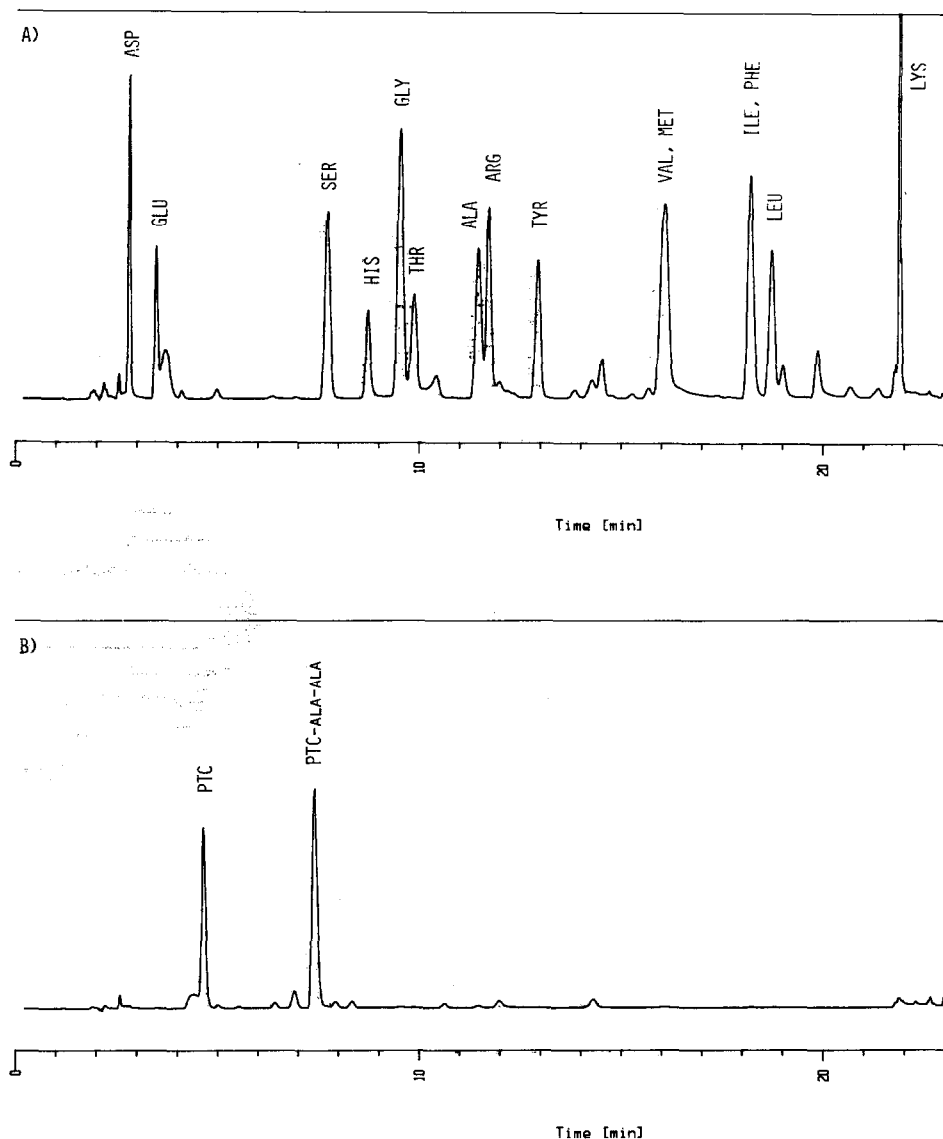 A)
ASP
GLU
SER
HIS
GLY
THR
ALA
ARG
TYR
VAL, MET
ILE, PHE
LEU
LYS
0
10
20
Time [min]
B)
PTC
PTC-ALA-ALA
0
10
20
Time [min]